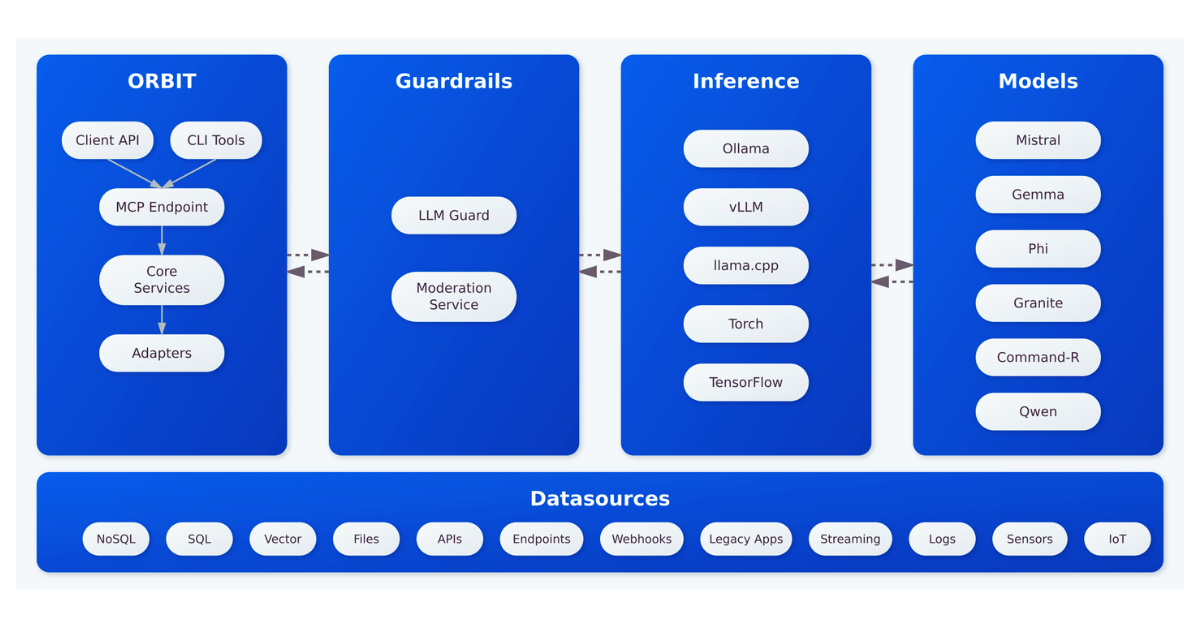 ORBIT
Client API
CLI Tools
MCP Endpoint
Core
Services
Adapters
Guardrails
LLM Guard
Moderation
Service
Inference
Ollama
vLLM
llama.cpp
Torch
TensorFlow
Models
Mistral
Gemma
Phi
Granite
Command-R
Qwen
Datasources
NoSQL
SQL
Vector
Files
APIs
Endpoints
Webhooks
Legacy Apps
Streaming
Logs
Sensors
IoT